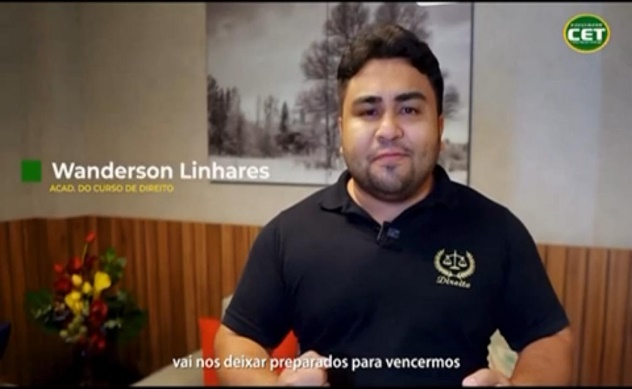 CET
Wanderson Linhares
ACAD. DO CURSO DE DIREITO
Direito
vai nos deixar preparados para vencermos